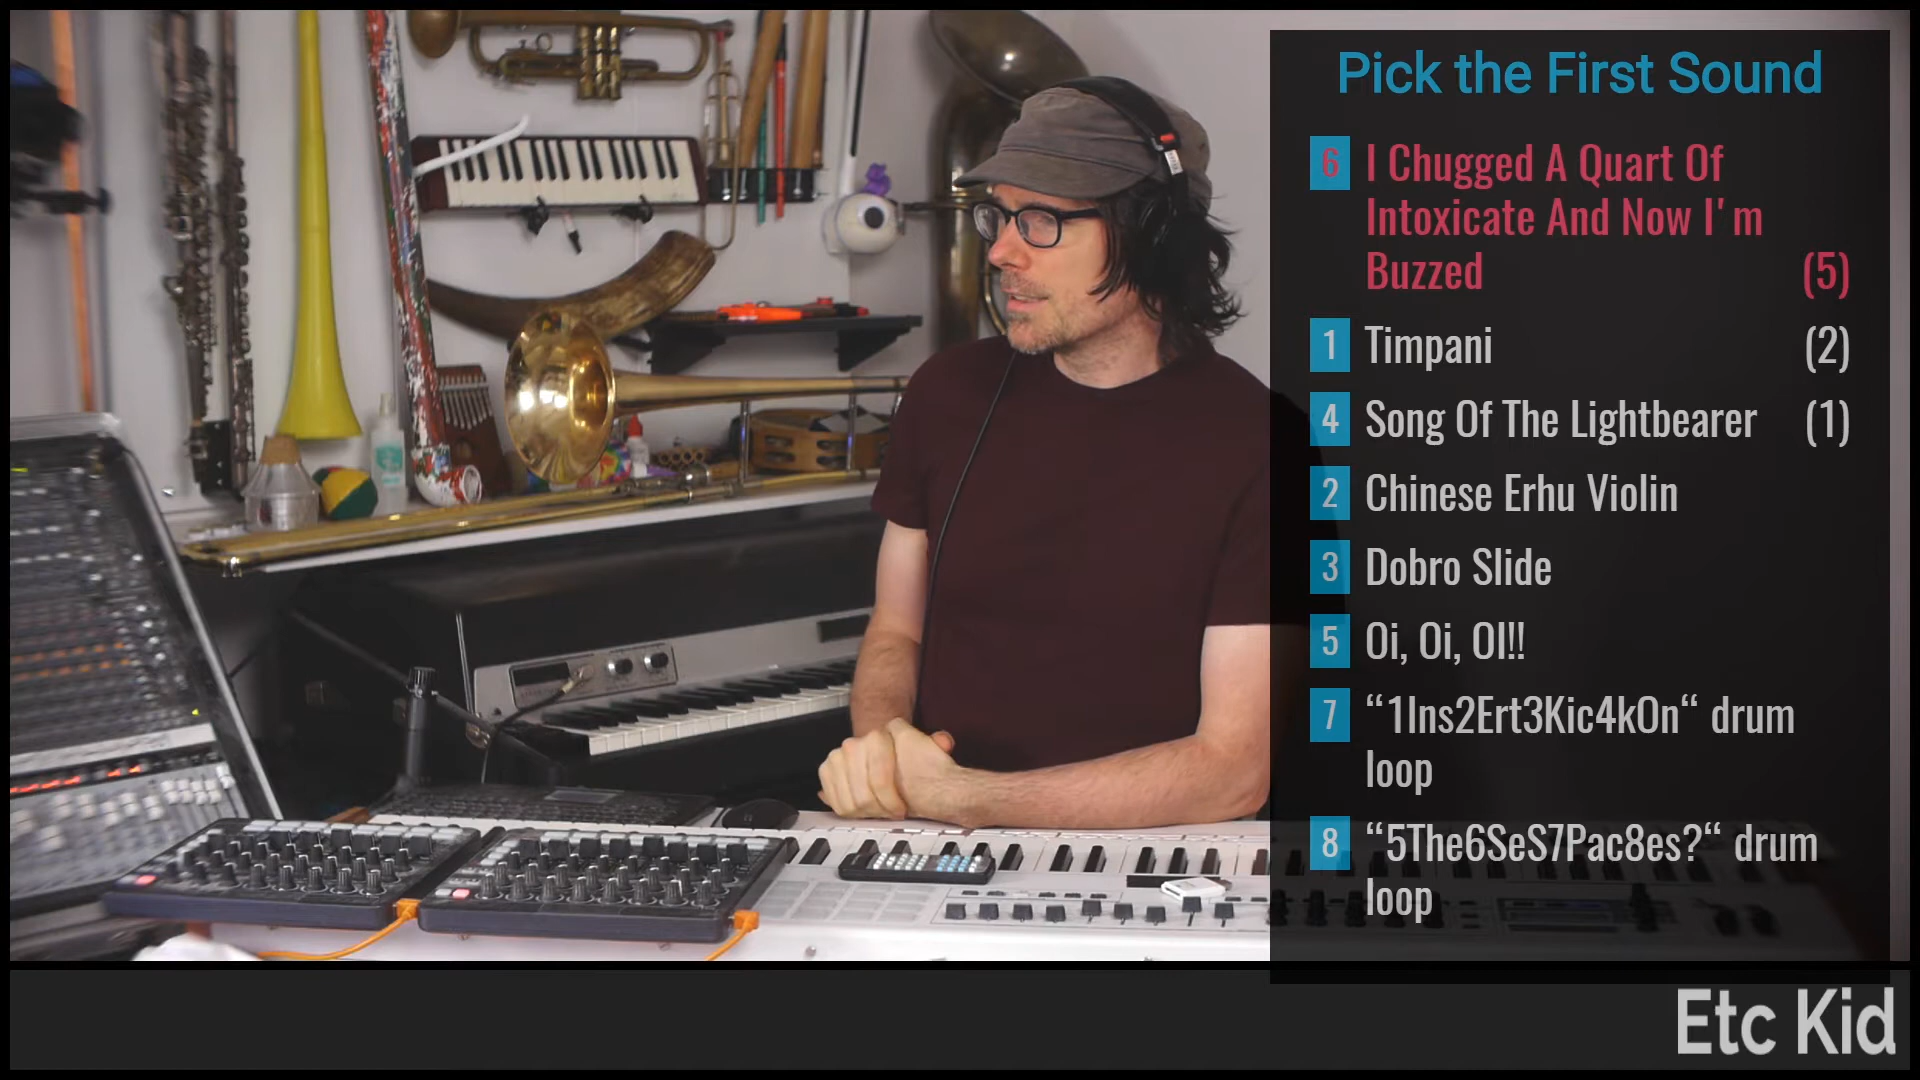 Pick the First Sound
6 I Chugged A Quart Of
Intoxicate And Now I'm
Buzzed (5)
1 Timpani (2)
4 Song Of The Lightbearer (1)
2 Chinese Erhu Violin
3 Dobro Slide
5 Oi, Oi, OI!!
7 “1Ins2Ert3Kic4kOn“ drum
loop
8 “5The6SeS7Pac8es?“ drum
loop
Etc Kid